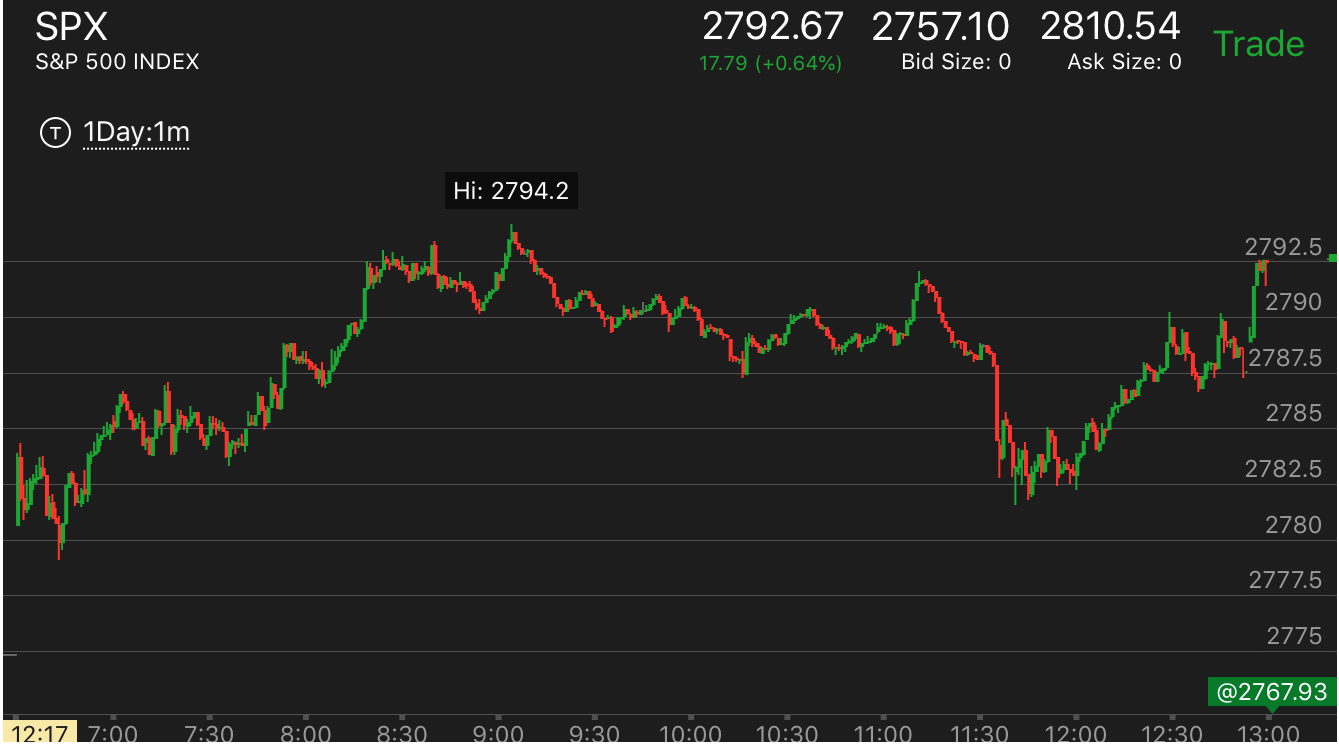 SPX 2792.67 2757.10 2810.54 Trade
S&P 500 INDEX 17.79 (+0.64%) Bid Size: 0 Ask Size: 0
T 1Day:1m
Hi: 2794.2
2792.5
2790
2787.5
2785
2782.5
2780
2777.5
2775
@2767.93
12:17 7:00 7:30 8:00 8:30 9:00 9:30 10:00 10:30 11:00 11:30 12:00 12:30 13:00